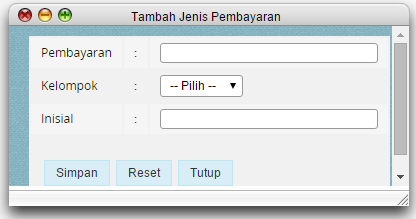 Tambah Jenis Pembayaran
Pembayaran :
Kelompok : -- Pilih --
Inisial :
Simpan Reset Tutup